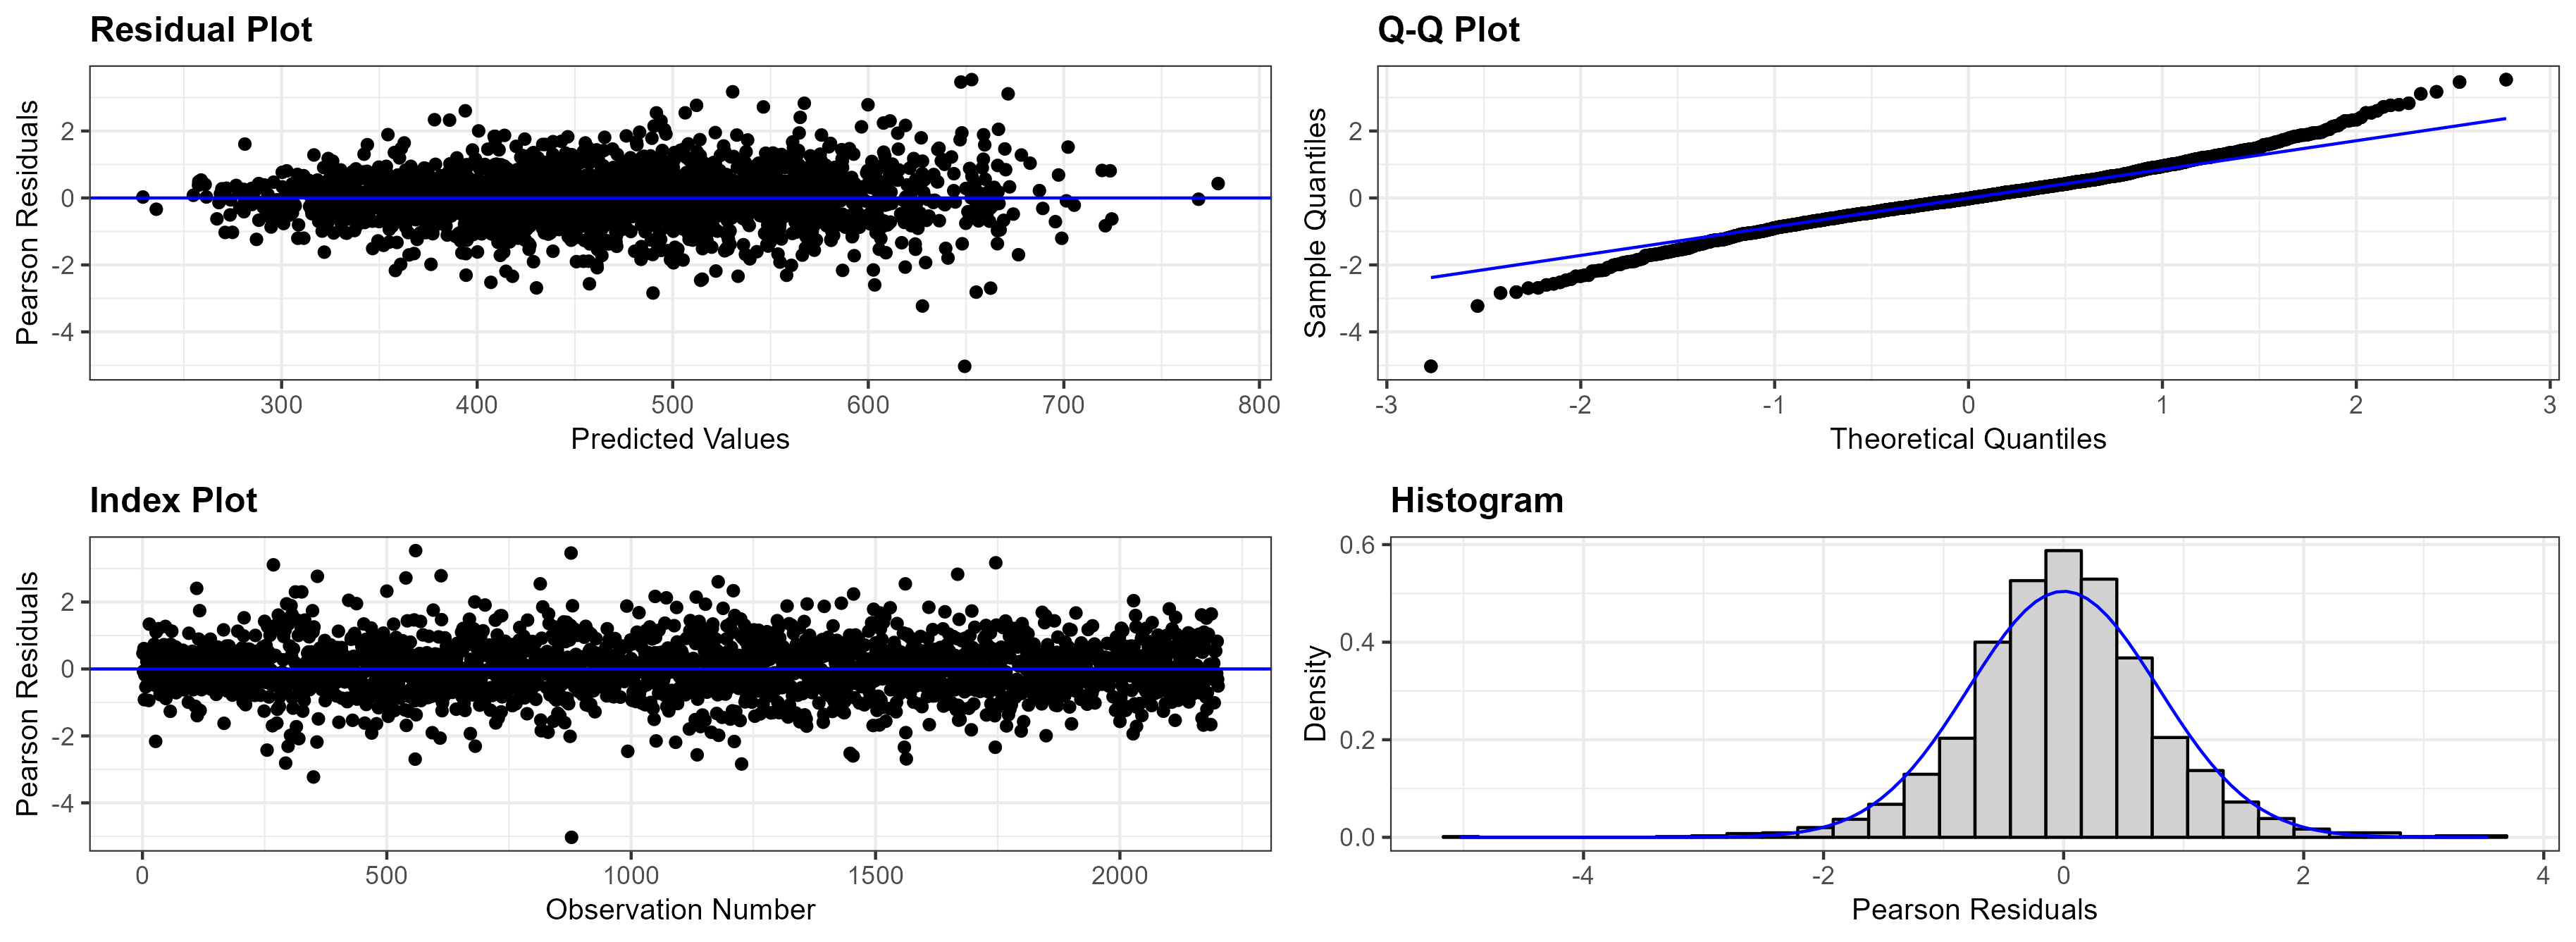 Residual Plot
Pearson Residuals
2
0
-2
-4
300 400 500 600 700 800
Predicted Values
Q-Q Plot
Sample Quantiles
2
0
-2
-4
-3 -2 -1 0 1 2 3
Theoretical Quantiles
Index Plot
Pearson Residuals
2
0
-2
-4
0 500 1000 1500 2000
Observation Number
Histogram
Density
0.6
0.4
0.2
0.0
-4 -2 0 2 4
Pearson Residuals